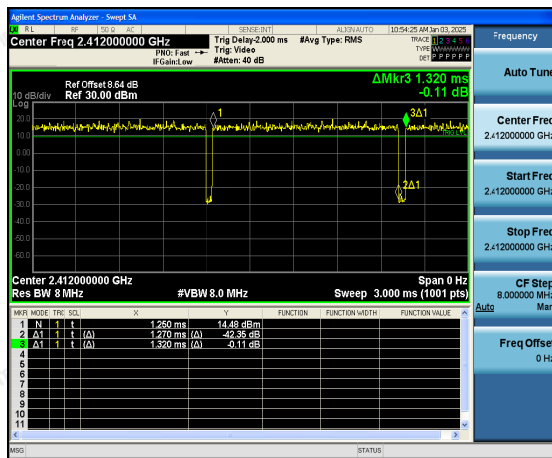 Agilent Spectrum Analyzer - Swept SA
RL RF 50 Ω AC SENSE:INT ALIGNAUTO 10:54:25 AM Jan 03, 2025
Center Freq 2.412000000 GHz
PNO: Fast
IFGain:Low
Trig Delay-2.000 ms
Trig: Video
#Atten: 40 dB
#Avg Type: RMS
TRACE 1 2 3 4 5 6
TYPE
DET P P P P P P
ΔMkr3 1.320 ms
-0.11 dB
Ref Offset 8.64 dB
10 dB/div Ref 30.00 dBm
Log
20.0
10.0
0.00
-10.0
-20.0
-30.0
-40.0
-50.0
-60.0
1
3Δ1
2Δ1
Center 2.412000000 GHz Span 0 Hz
Res BW 8 MHz #VBW 8.0 MHz Sweep 3.000 ms (1001 pts)
MKR MODE TRC SCL X Y FUNCTION FUNCTION WIDTH FUNCTION VALUE
1 N 1 t 1.250 ms 14.48 dBm
2 Δ1 1 t (Δ) 1.270 ms (Δ) -42.35 dB
3 Δ1 1 t (Δ) 1.320 ms (Δ) -0.11 dB
4
5
6
7
8
9
10
11
MSG STATUS
Frequency
Auto Tune
Center Freq
2.412000000 GHz
Start Freq
2.412000000 GHz
Stop Freq
2.412000000 GHz
CF Step
8.000000 MHz
Auto Man
Freq Offset
0 Hz